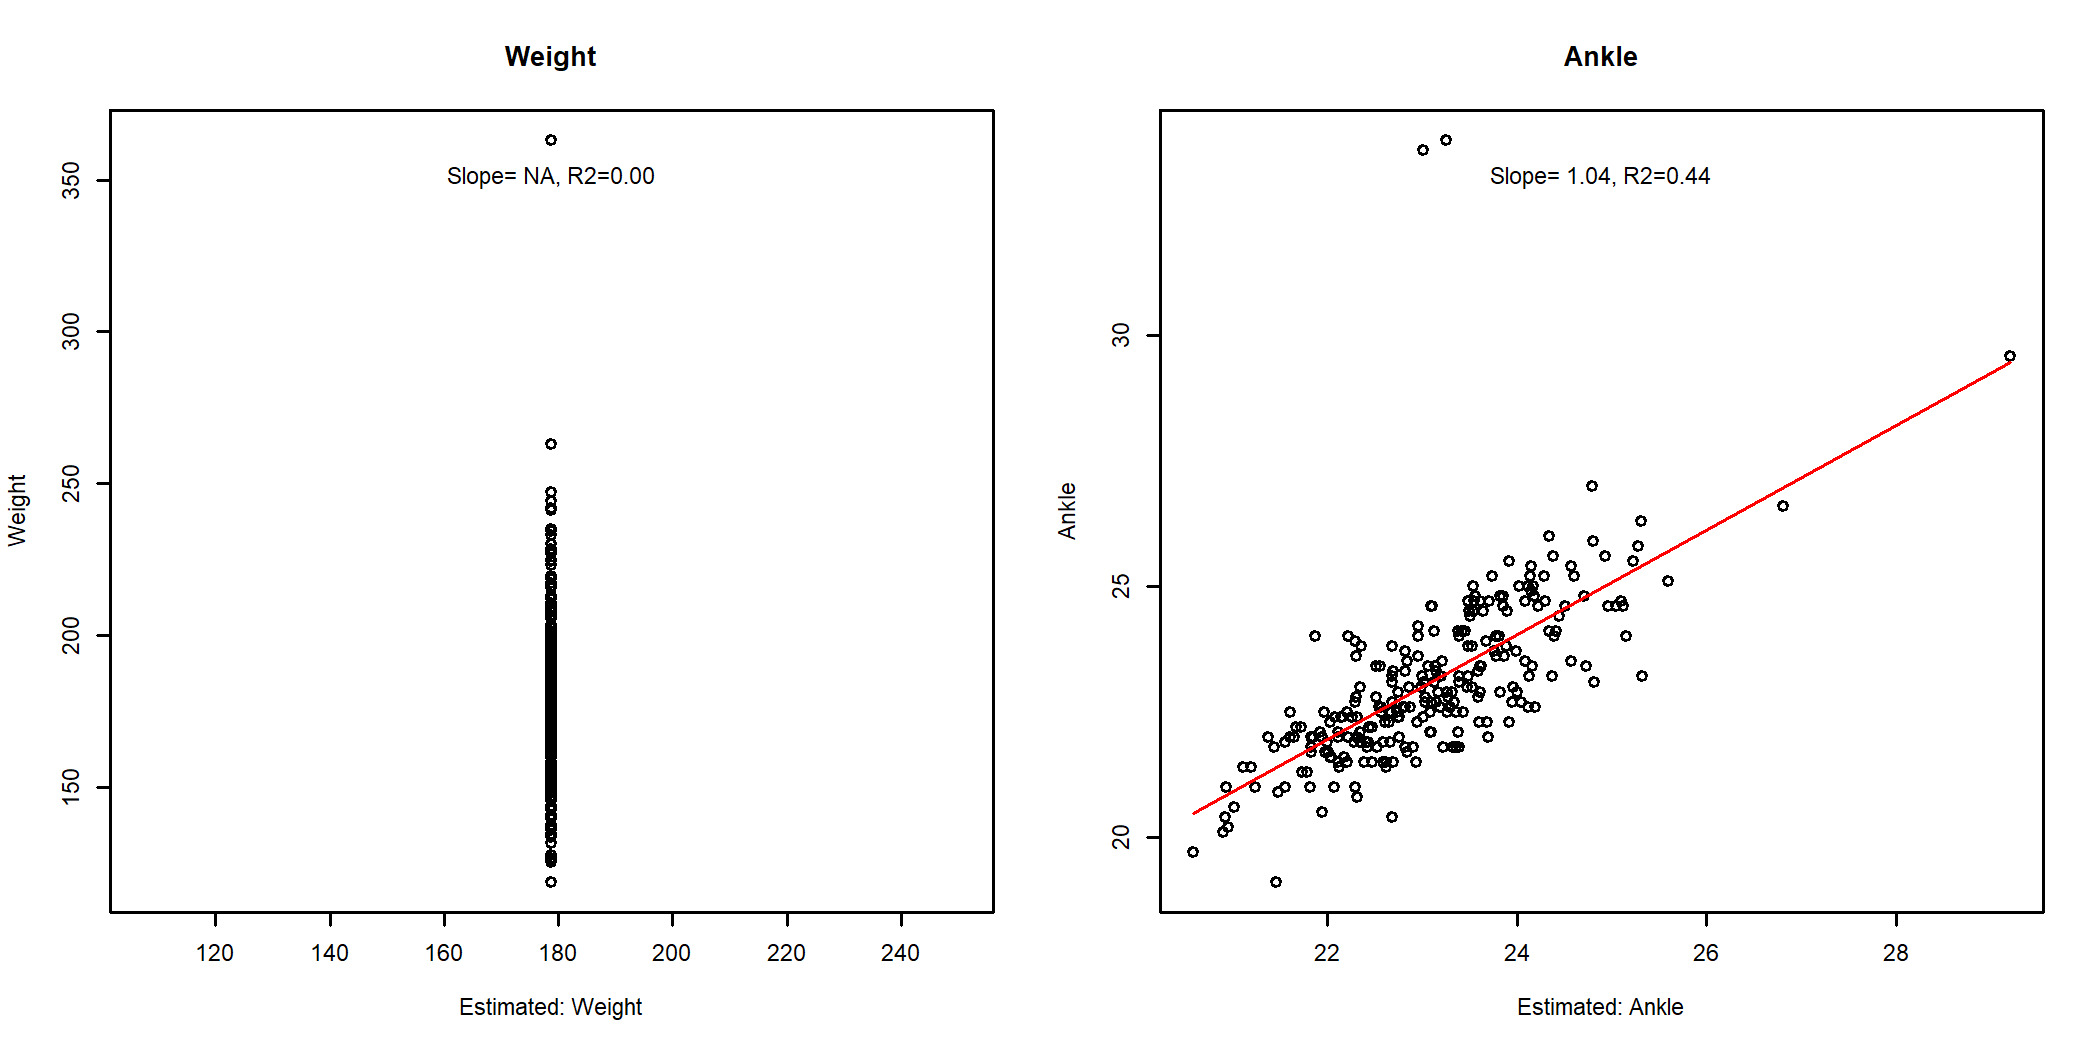 Weight
Slope= NA, R2=0.00
Weight
350
300
250
200
150
120 140 160 180 200 220 240
Estimated: Weight
Ankle
Slope= 1.04, R2=0.44
Ankle
30
25
20
22 24 26 28
Estimated: Ankle